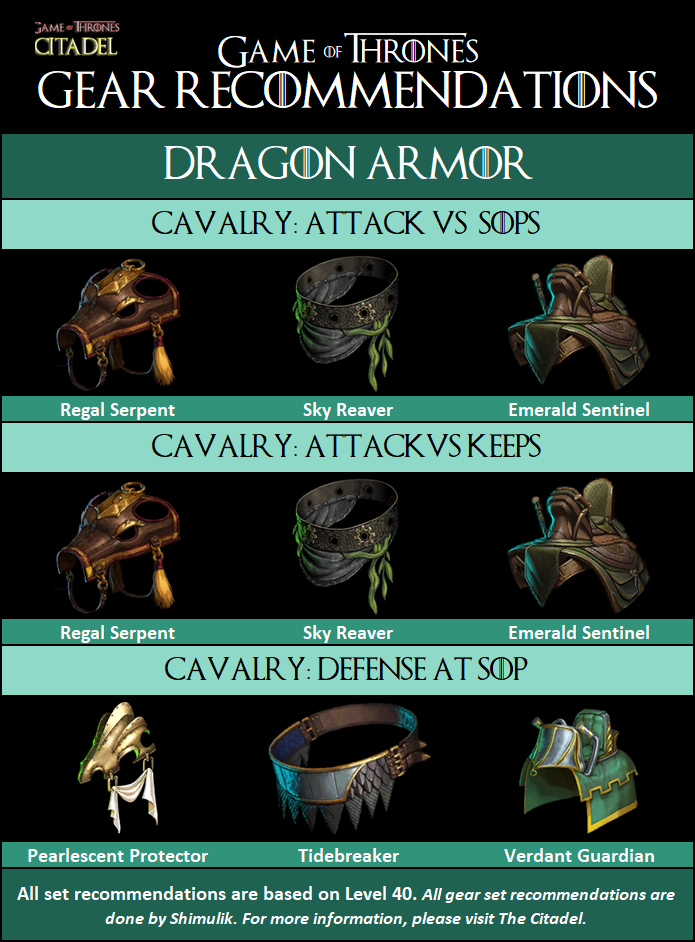 GAME OF THRONES
CITADEL
GAME OF THRONES
GEAR RECOMMENDATIONS
DRAGON ARMOR
CAVALRY: ATTACK VS SOPS
Regal Serpent Sky Reaver Emerald Sentinel
CAVALRY: ATTACK VS KEEPS
Regal Serpent Sky Reaver Emerald Sentinel
CAVALRY: DEFENSE AT SOP
Pearlescent Protector Tidebreaker Verdant Guardian
All set recommendations are based on Level 40. All gear set recommendations are
done by Shimulik. For more information, please visit The Citadel.